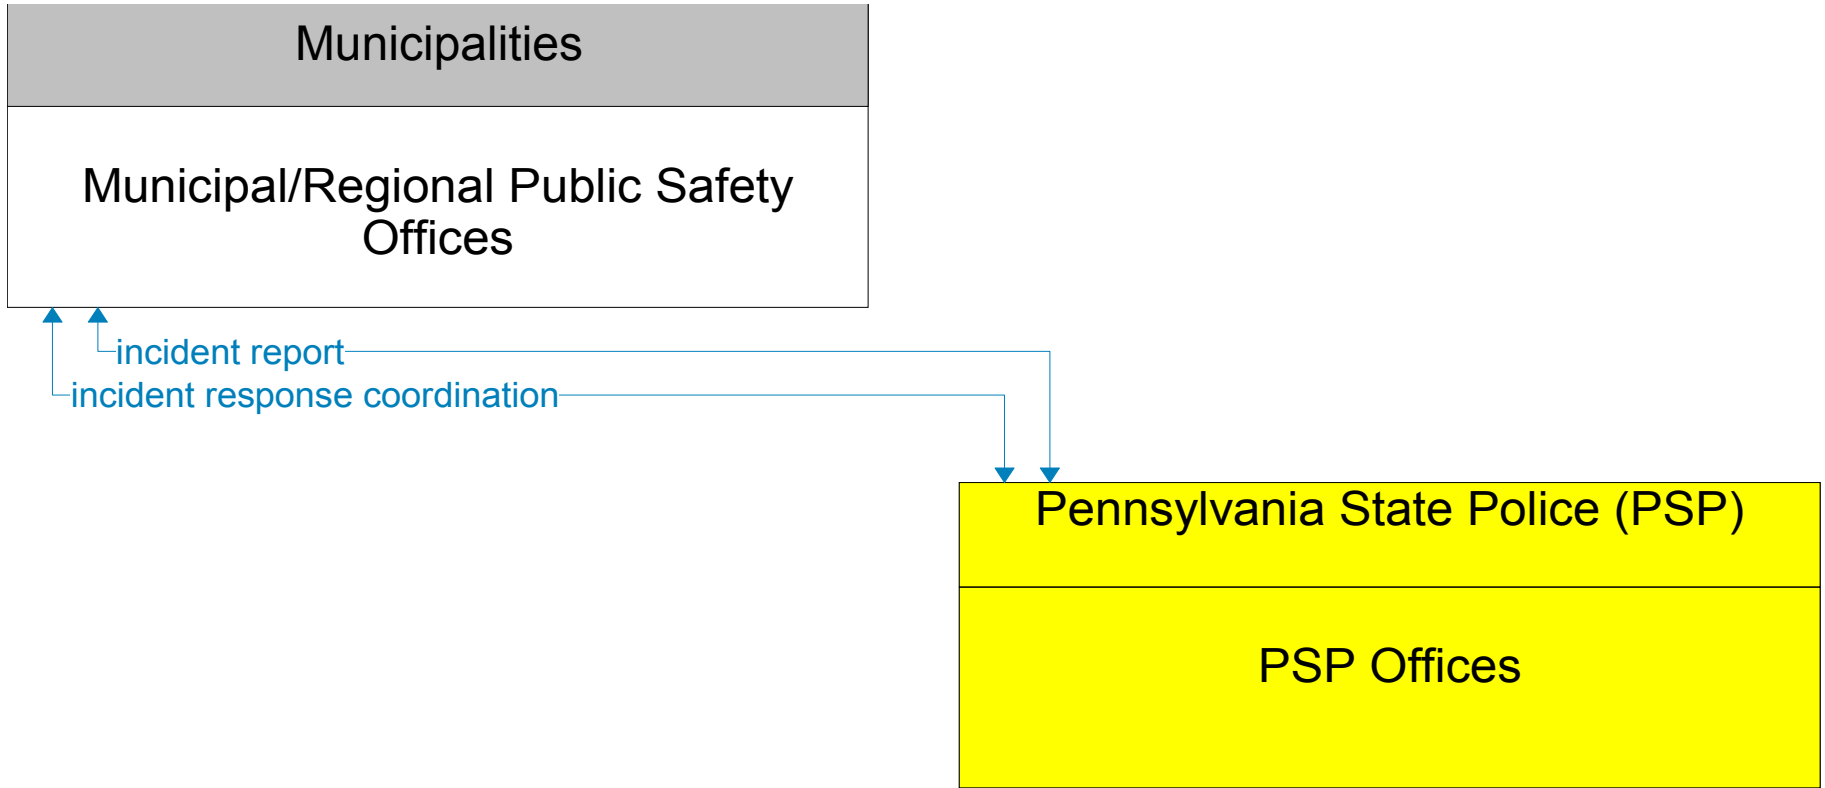 Municipalities
Municipal/Regional Public Safety
Offices
incident report
incident response coordination
Pennsylvania State Police (PSP)
PSP Offices